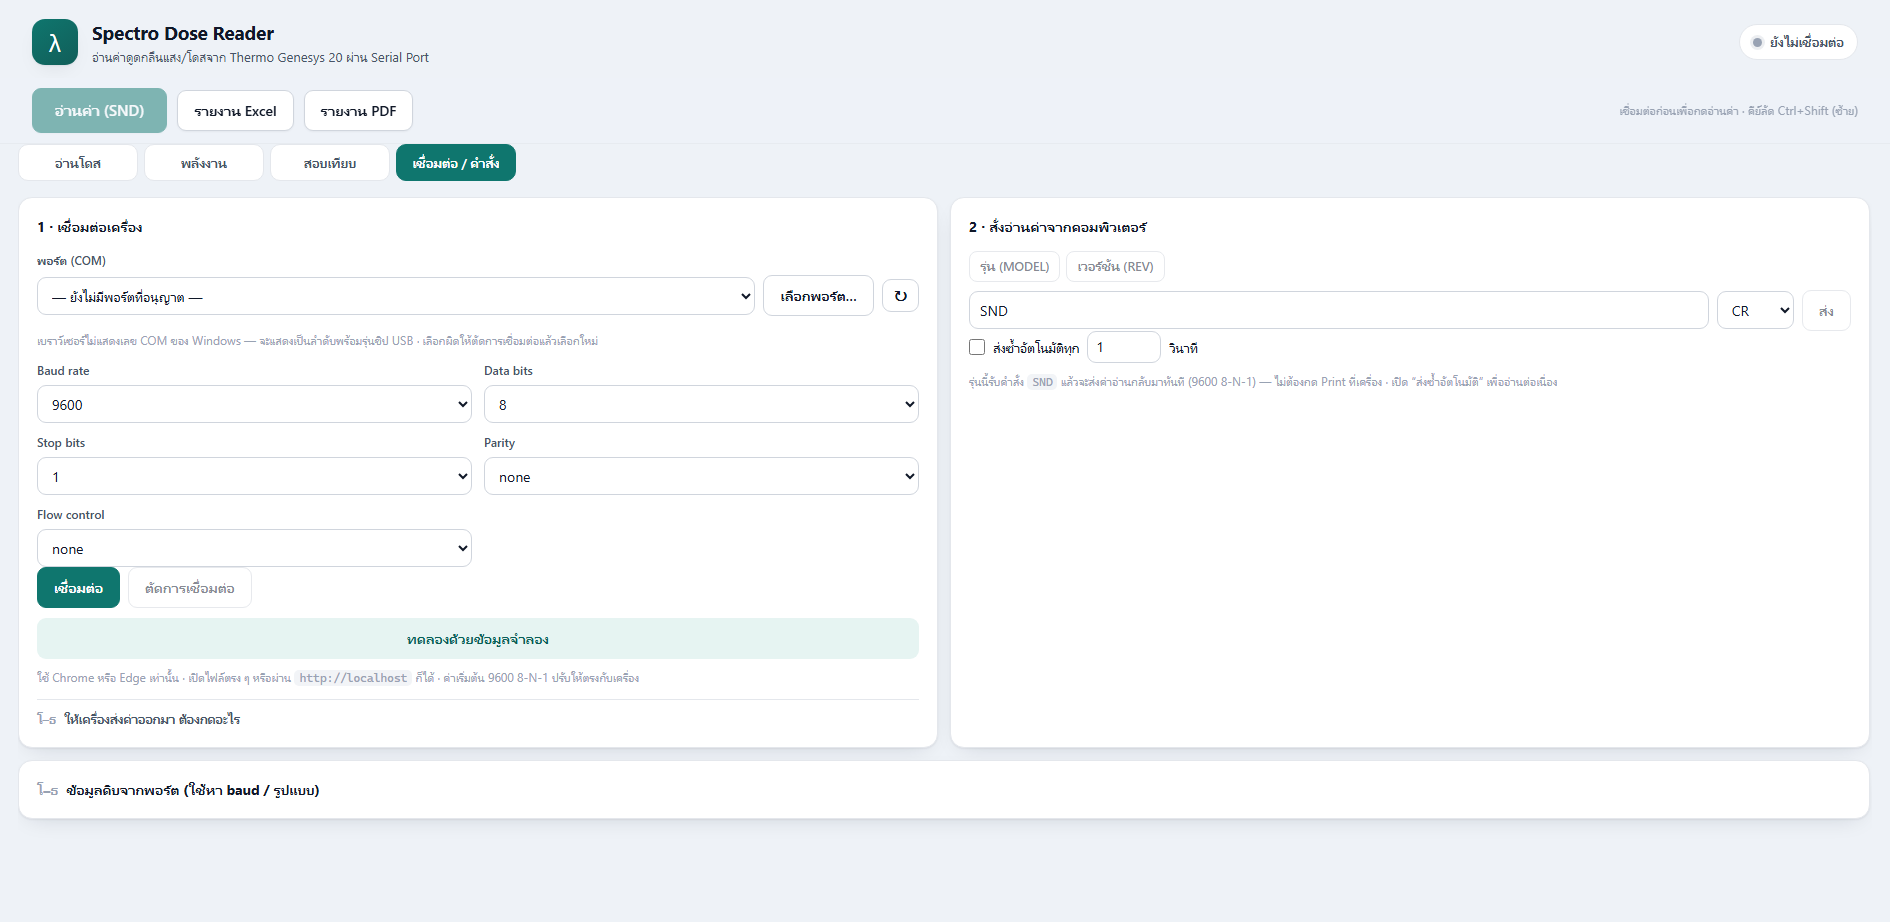 λ
Spectro Dose Reader
อ่านค่าดูดกลืนแสง/โดสจาก Thermo Genesys 20 ผ่าน Serial Port
ยังไม่เชื่อมต่อ
อ่านค่า (SND)
รายงาน Excel
รายงาน PDF
เชื่อมต่อก่อนเพื่อกดอ่านค่า · คีย์ลัด Ctrl+Shift (ซ้าย)
อ่านโดส
พลังงาน
สอบเทียบ
เชื่อมต่อ / คำสั่ง
1 · เชื่อมต่อเครื่อง
พอร์ต (COM)
— ยังไม่มีพอร์ตที่อนุญาต —
เลือกพอร์ต…
↻
เบราว์เซอร์ไม่แสดงเลข COM ของ Windows — จะแสดงเป็นลำดับพร้อมรุ่นชิป USB · เลือกผิดให้ตัดการเชื่อมต่อแล้วเลือกใหม่
Baud rate
Data bits
9600
8
Stop bits
Parity
1
none
Flow control
none
เชื่อมต่อ
ตัดการเชื่อมต่อ
ทดลองด้วยข้อมูลจำลอง
ใช้ Chrome หรือ Edge เท่านั้น · เปิดไฟล์ตรง ๆ หรือผ่าน http://localhost ก็ได้ · ค่าเริ่มต้น 9600 8-N-1 ปรับให้ตรงกับเครื่อง
ให้เครื่องส่งค่าออกมา ต้องกดอะไร
2 · สั่งอ่านค่าจากคอมพิวเตอร์
รุ่น (MODEL)
เวอร์ชัน (REV)
SND
CR
ส่ง
ส่งซ้ำอัตโนมัติทุก 1 วินาที
รุ่นนี้รับคำสั่ง SND แล้วจะส่งค่าอ่านกลับมาทันที (9600 8-N-1) — ไม่ต้องกด Print ที่เครื่อง · เปิด "ส่งซ้ำอัตโนมัติ" เพื่ออ่านต่อเนื่อง
ข้อมูลดิบจากพอร์ต (ใช้หา baud / รูปแบบ)